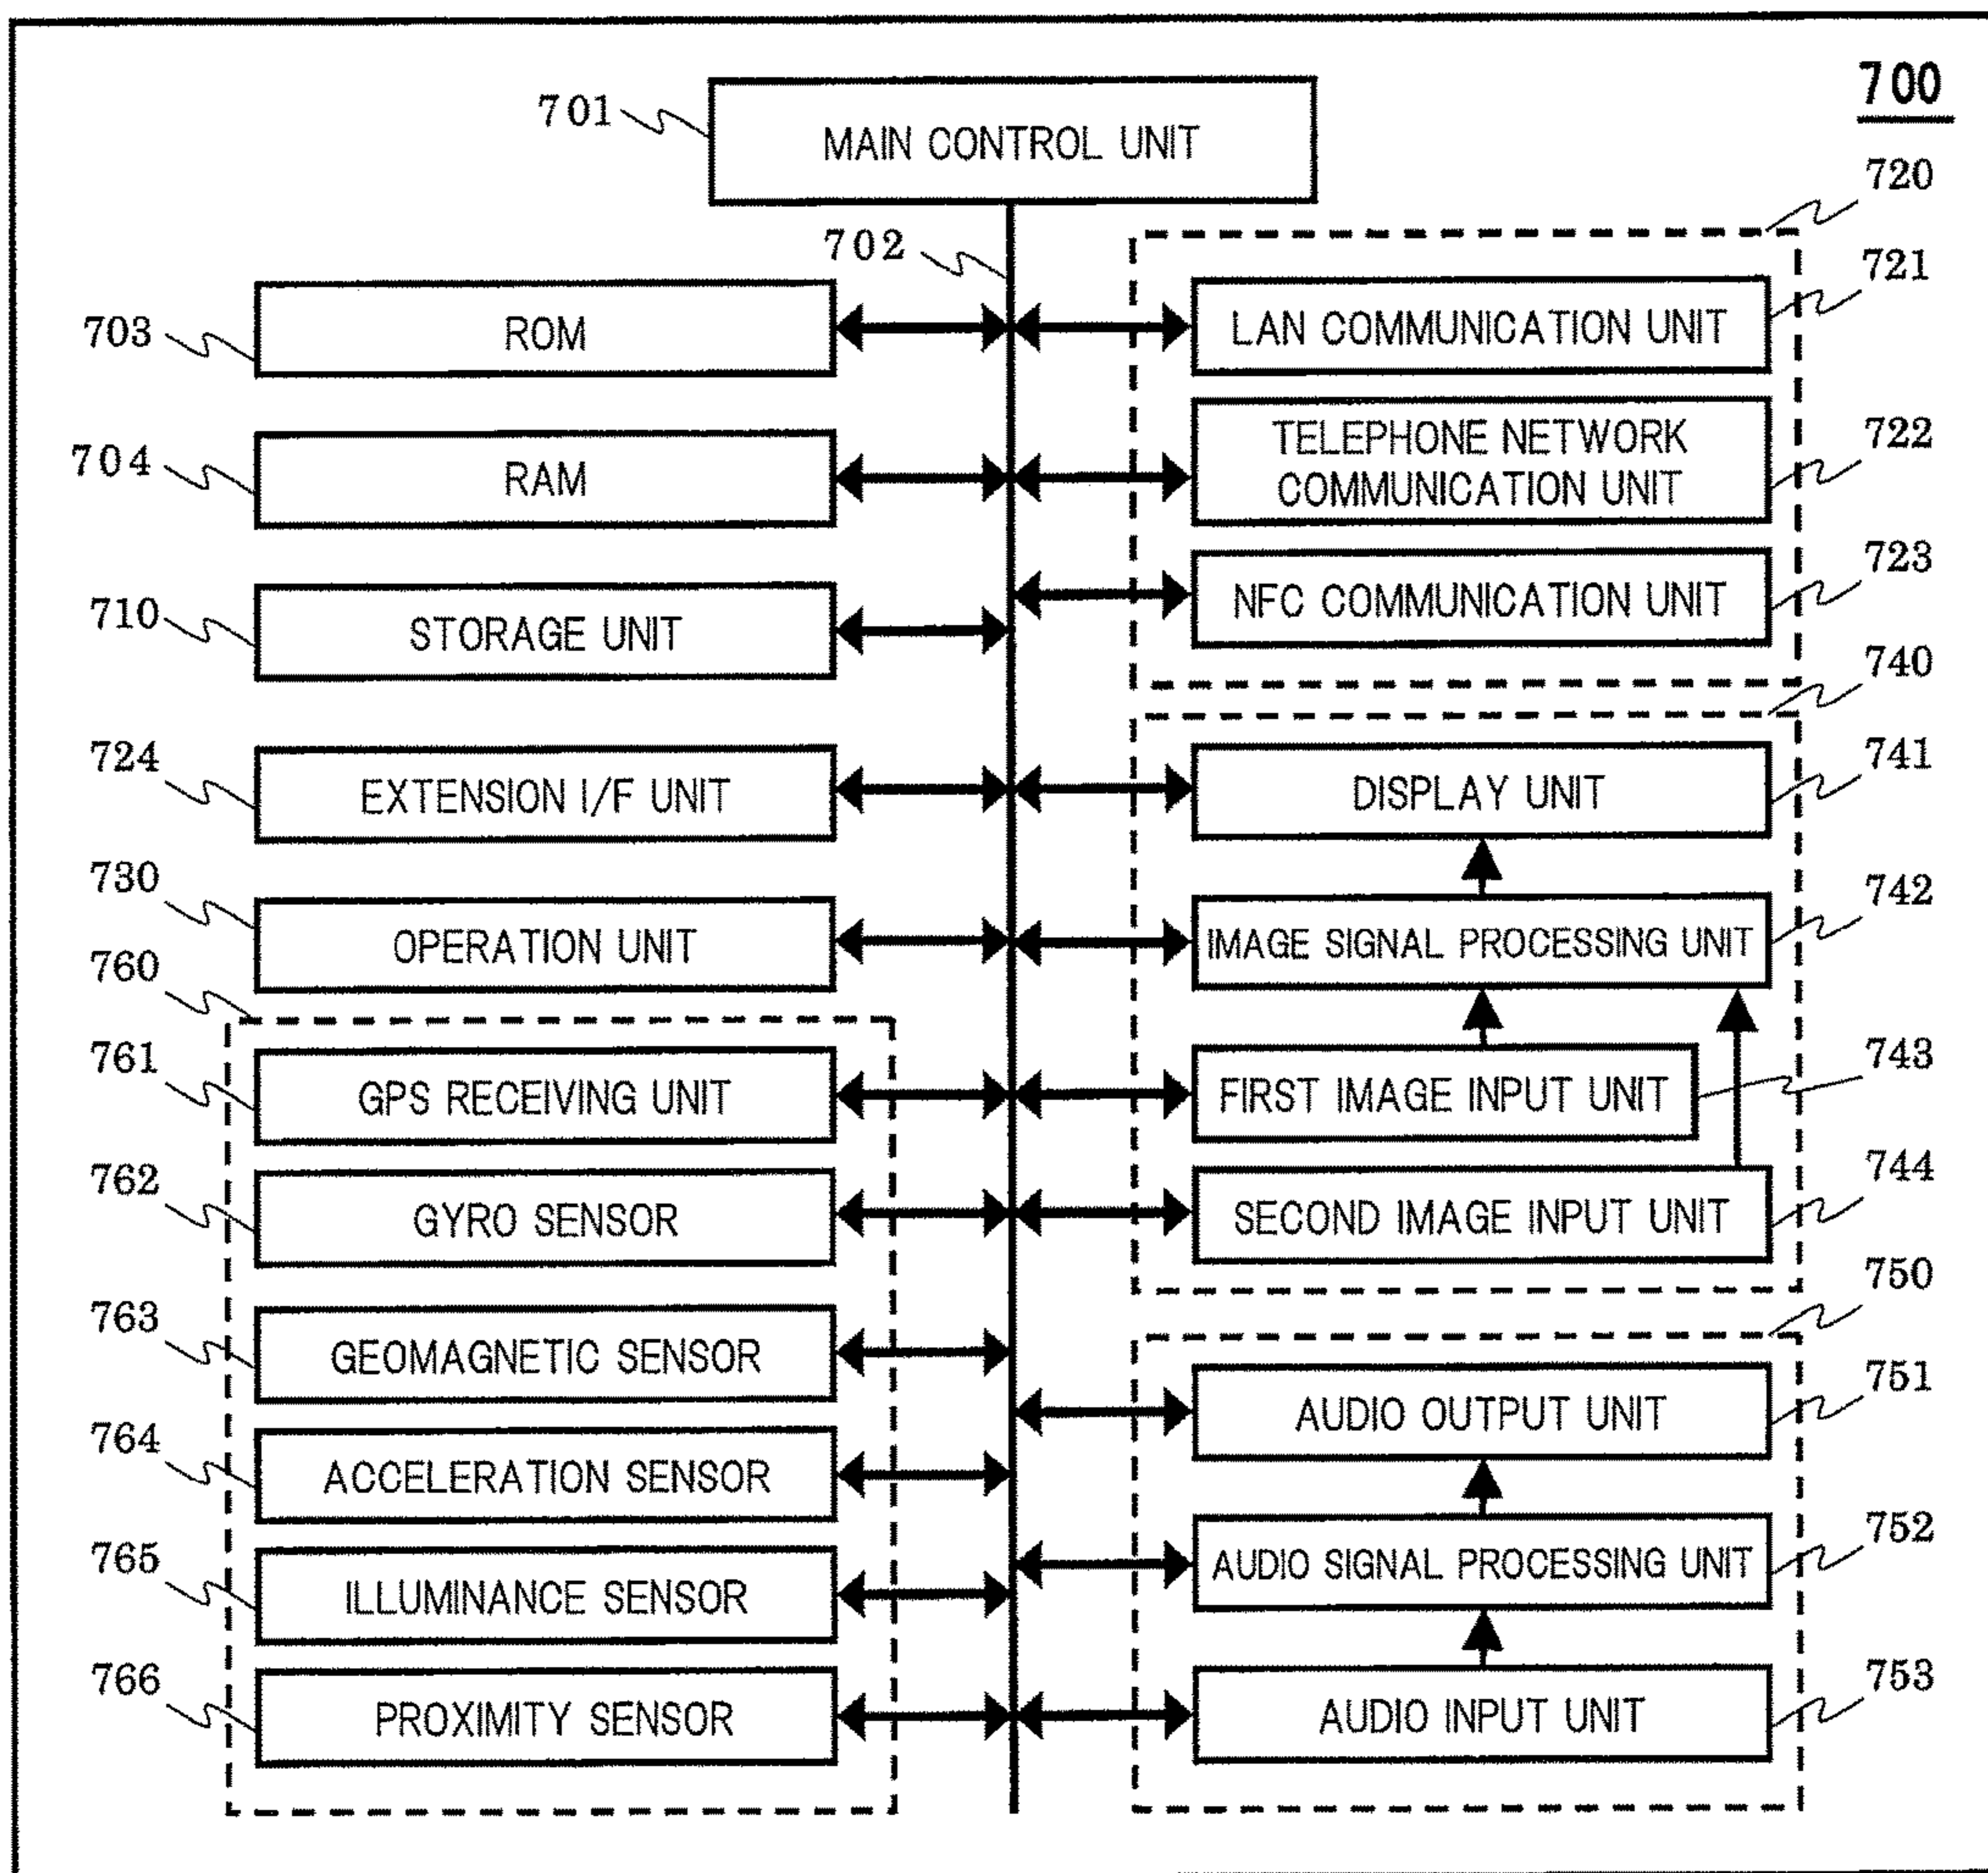 700
701
MAIN CONTROL UNIT
702
720
703
ROM
721
LAN COMMUNICATION UNIT
704
RAM
722
TELEPHONE NETWORK
COMMUNICATION UNIT
710
STORAGE UNIT
723
NFC COMMUNICATION UNIT
740
724
EXTENSION I/F UNIT
741
DISPLAY UNIT
730
OPERATION UNIT
742
IMAGE SIGNAL PROCESSING UNIT
760
761
GPS RECEIVING UNIT
743
FIRST IMAGE INPUT UNIT
762
GYRO SENSOR
744
SECOND IMAGE INPUT UNIT
750
763
GEOMAGNETIC SENSOR
751
AUDIO OUTPUT UNIT
764
ACCELERATION SENSOR
752
AUDIO SIGNAL PROCESSING UNIT
765
ILLUMINANCE SENSOR
766
PROXIMITY SENSOR
753
AUDIO INPUT UNIT